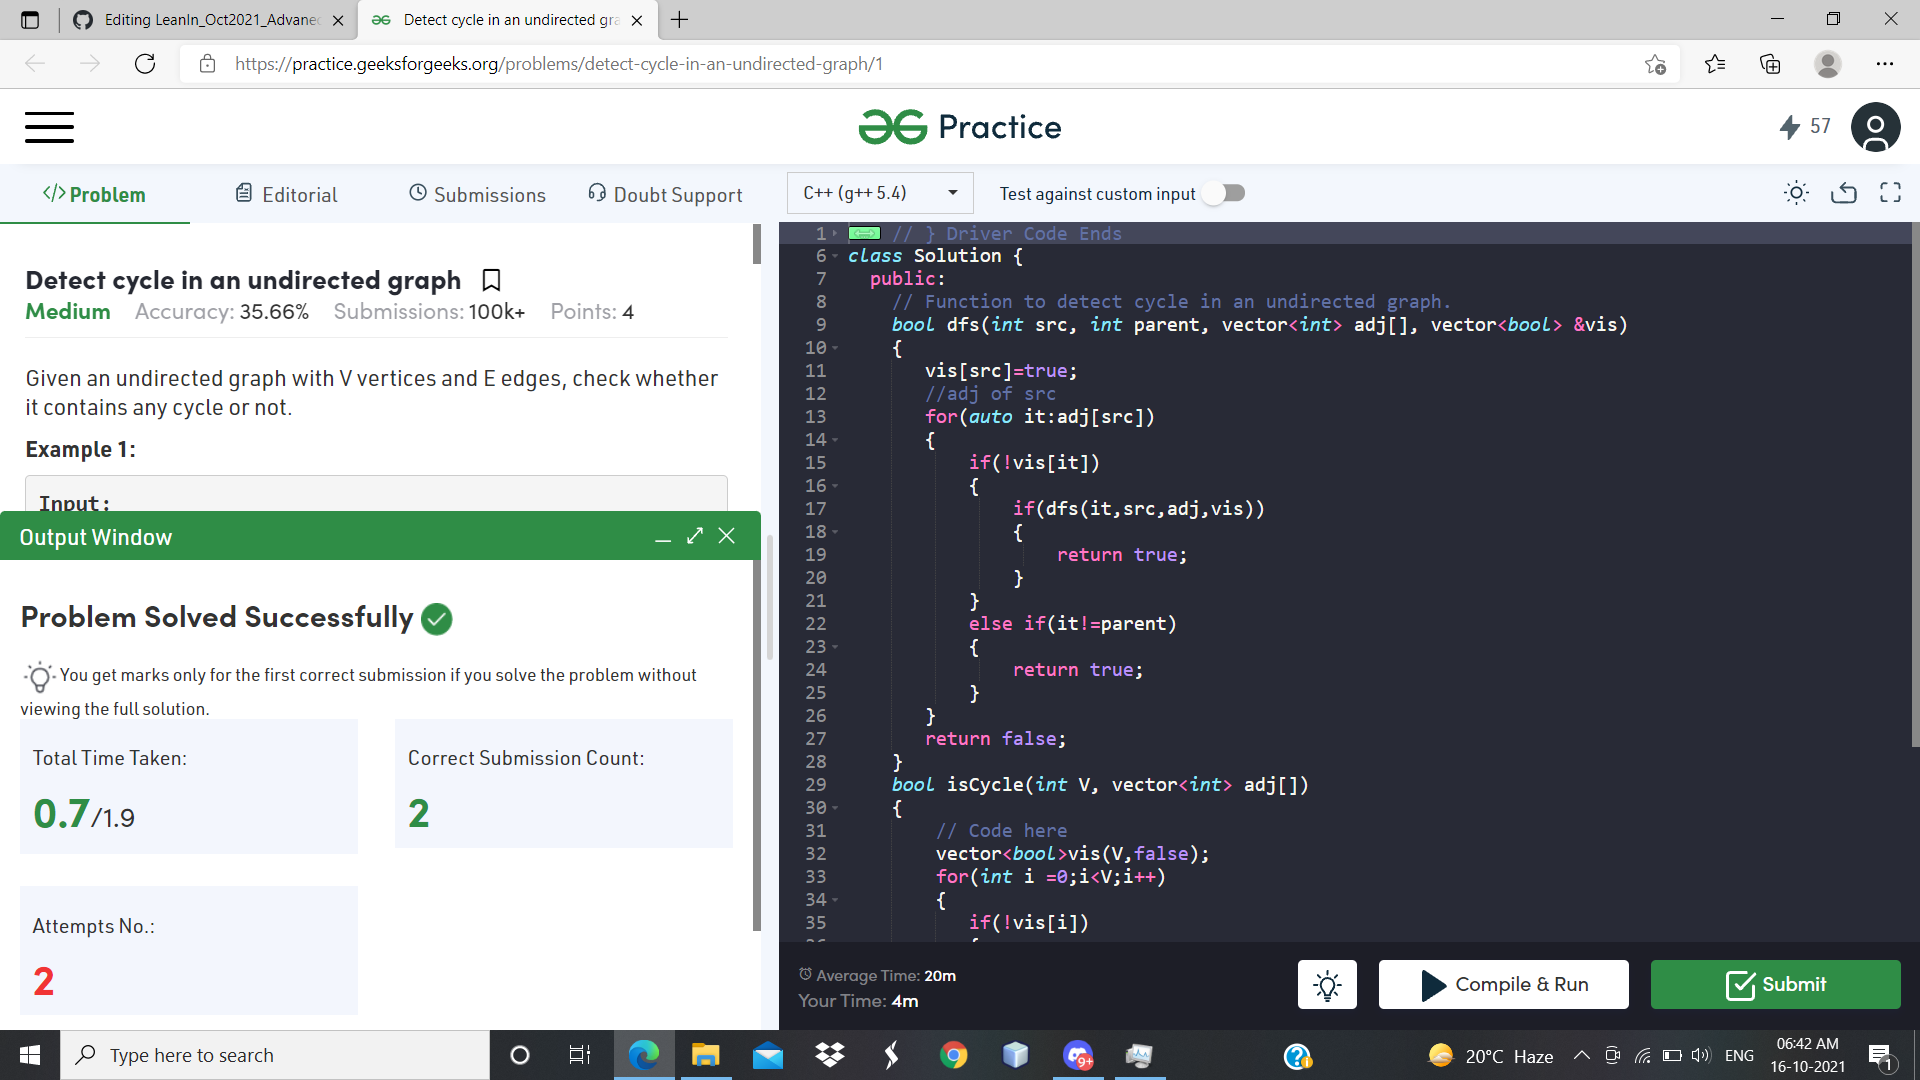 Editing LeanIn_Oct2021_Advane
Detect cycle in an undirected gra
https://practice.geeksforgeeks.org/problems/detect-cycle-in-an-undirected-graph/1
Practice
57
</> Problem
Editorial
Submissions
Doubt Support
C++ (g++ 5.4)
Test against custom input
Detect cycle in an undirected graph
Medium Accuracy: 35.66% Submissions: 100k+ Points: 4
Given an undirected graph with V vertices and E edges, check whether
it contains any cycle or not.
Example 1:
Input:
Output Window
Problem Solved Successfully
You get marks only for the first correct submission if you solve the problem without
viewing the full solution.
Total Time Taken:
0.7/1.9
Correct Submission Count:
2
Attempts No.:
2
1 // } Driver Code Ends
6 class Solution {
7 public:
8 // Function to detect cycle in an undirected graph.
9 bool dfs(int src, int parent, vector<int> adj[], vector<bool> &vis)
10 {
11 vis[src]=true;
12 //adj of src
13 for(auto it:adj[src])
14 {
15 if(!vis[it])
16 {
17 if(dfs(it,src,adj,vis))
18 {
19 return true;
20 }
21 }
22 else if(it!=parent)
23 {
24 return true;
25 }
26 }
27 return false;
28 }
29 bool isCycle(int V, vector<int> adj[])
30 {
31 // Code here
32 vector<bool>vis(V,false);
33 for(int i =0;i<V;i++)
34 {
35 if(!vis[i])
Average Time: 20m
Your Time: 4m
Compile & Run
Submit
Type here to search
9+
20°C Haze
ENG
06:42 AM
16-10-2021
1